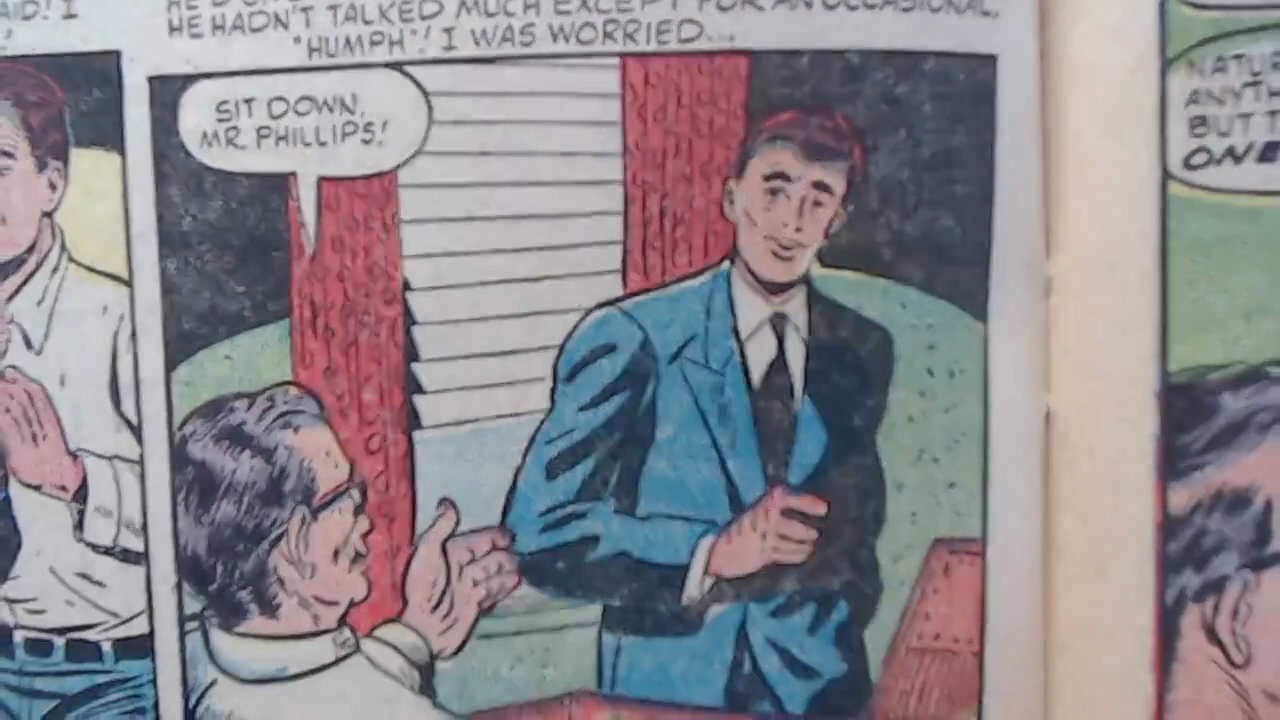 AID! I
HE HADN'T TALKED MUCH EXCEPT FOR AN OCCASIONAL,
"HUMPH"! I WAS WORRIED...
SIT DOWN,
MR. PHILLIPS!
NATUR
ANYTH
BUT T
ONE